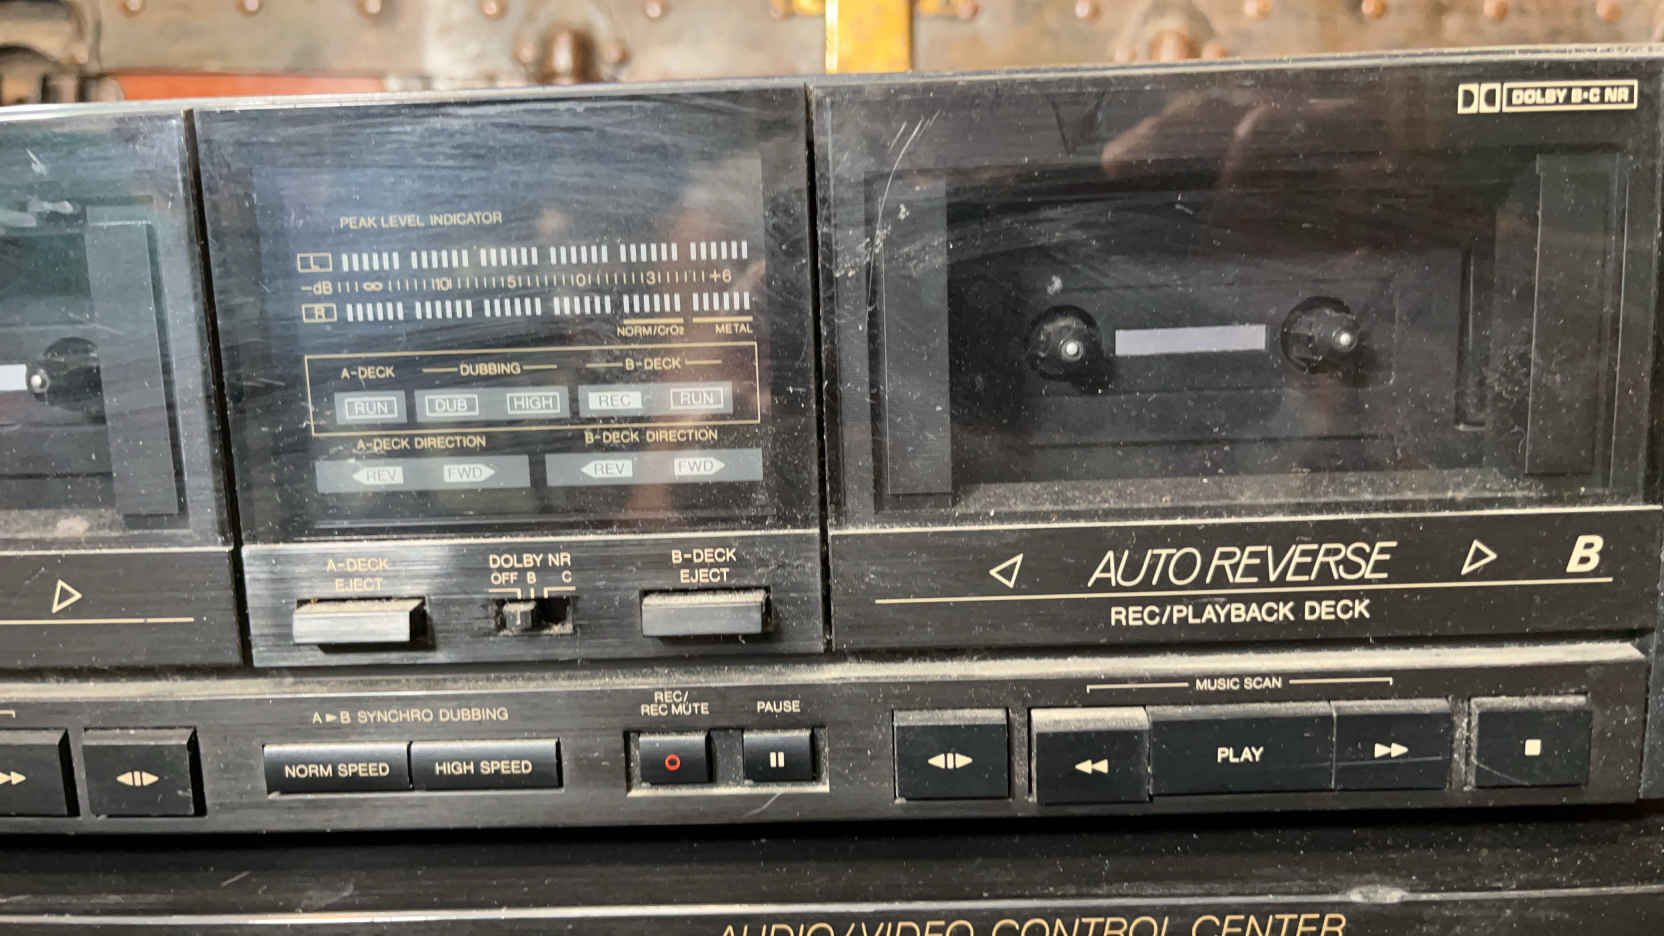 DOLBY B·C NR
PEAK LEVEL INDICATOR
L
-dB ∞ 10 5 0 3 +6
R
NORM/CrO₂ METAL
A-DECK DUBBING B-DECK
RUN DUB HIGH REC RUN
A-DECK DIRECTION B-DECK DIRECTION
REV FWD REV FWD
A-DECK
EJECT
DOLBY NR
OFF B C
B-DECK
EJECT
AUTO REVERSE B
REC/PLAYBACK DECK
A►B SYNCHRO DUBBING
NORM SPEED HIGH SPEED
REC/
REC MUTE
PAUSE
MUSIC SCAN
PLAY
AUDIO/VIDEO CONTROL CENTER